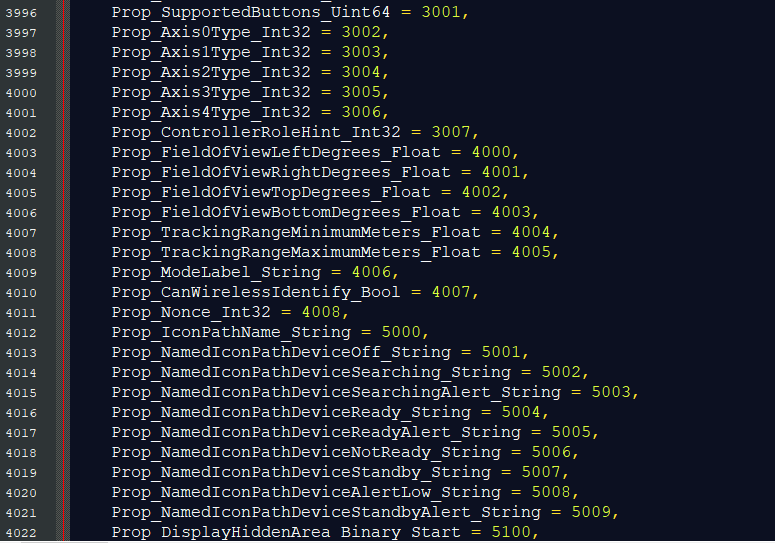 3996 Prop_SupportedButtons_Uint64 = 3001,
3997 Prop_Axis0Type_Int32 = 3002,
3998 Prop_Axis1Type_Int32 = 3003,
3999 Prop_Axis2Type_Int32 = 3004,
4000 Prop_Axis3Type_Int32 = 3005,
4001 Prop_Axis4Type_Int32 = 3006,
4002 Prop_ControllerRoleHint_Int32 = 3007,
4003 Prop_FieldOfViewLeftDegrees_Float = 4000,
4004 Prop_FieldOfViewRightDegrees_Float = 4001,
4005 Prop_FieldOfViewTopDegrees_Float = 4002,
4006 Prop_FieldOfViewBottomDegrees_Float = 4003,
4007 Prop_TrackingRangeMinimumMeters_Float = 4004,
4008 Prop_TrackingRangeMaximumMeters_Float = 4005,
4009 Prop_ModeLabel_String = 4006,
4010 Prop_CanWirelessIdentify_Bool = 4007,
4011 Prop_Nonce_Int32 = 4008,
4012 Prop_IconPathName_String = 5000,
4013 Prop_NamedIconPathDeviceOff_String = 5001,
4014 Prop_NamedIconPathDeviceSearching_String = 5002,
4015 Prop_NamedIconPathDeviceSearchingAlert_String = 5003,
4016 Prop_NamedIconPathDeviceReady_String = 5004,
4017 Prop_NamedIconPathDeviceReadyAlert_String = 5005,
4018 Prop_NamedIconPathDeviceNotReady_String = 5006,
4019 Prop_NamedIconPathDeviceStandby_String = 5007,
4020 Prop_NamedIconPathDeviceAlertLow_String = 5008,
4021 Prop_NamedIconPathDeviceStandbyAlert_String = 5009,
4022 Prop_DisplayHiddenArea_Binary_Start = 5100,